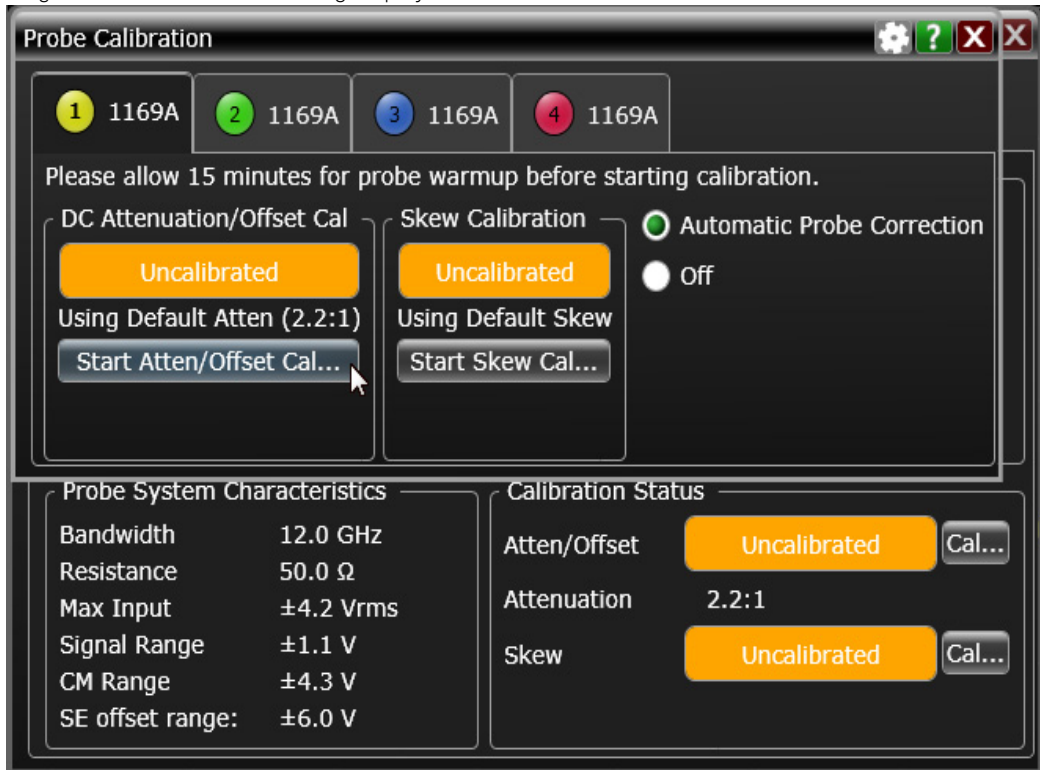 Probe Calibration
? X X
1 1169A 2 1169A 3 1169A 4 1169A
Please allow 15 minutes for probe warmup before starting calibration.
DC Attenuation/Offset Cal
Uncalibrated
Using Default Atten (2.2:1)
Start Atten/Offset Cal...
Skew Calibration
Uncalibrated
Using Default Skew
Start Skew Cal...
Automatic Probe Correction
Off
Probe System Characteristics
Bandwidth 12.0 GHz
Resistance 50.0 Ω
Max Input ±4.2 Vrms
Signal Range ±1.1 V
CM Range ±4.3 V
SE offset range: ±6.0 V
Calibration Status
Atten/Offset Uncalibrated Cal...
Attenuation 2.2:1
Skew Uncalibrated Cal...